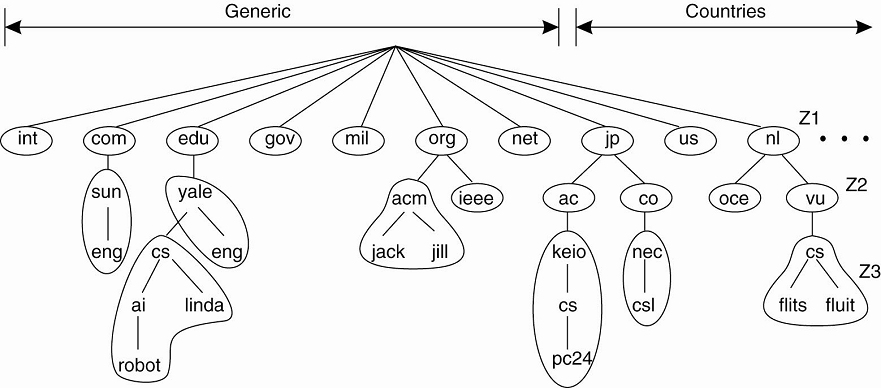 Generic Countries
Z1
int com edu gov mil org net jp us nl • • •
Z2
sun yale acm ieee ac co oce vu
eng cs eng jack jill keio nec cs
Z3
ai linda cs csl flits fluit
robot pc24